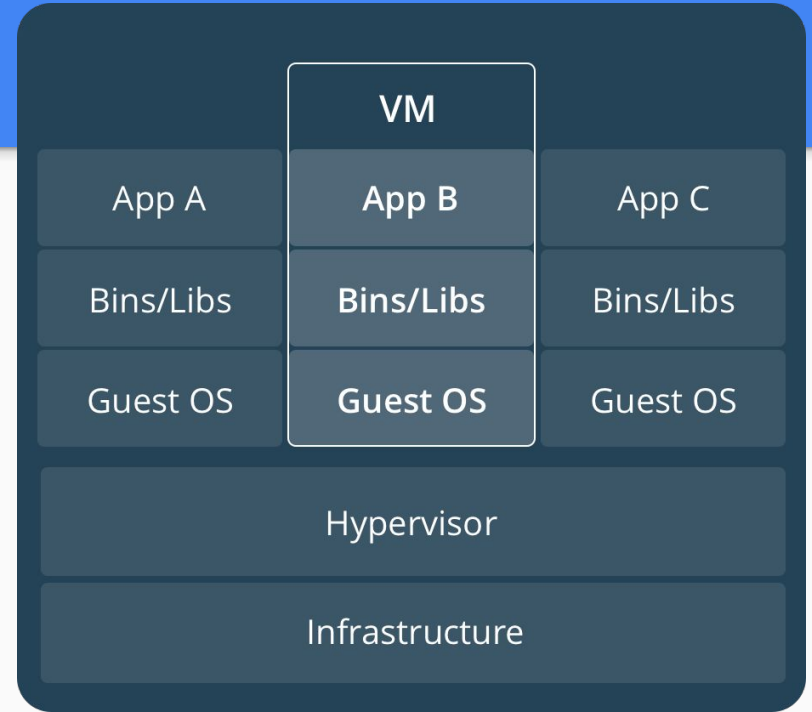 VM
App A
App B
App C
Bins/Libs
Bins/Libs
Bins/Libs
Guest OS
Guest OS
Guest OS
Hypervisor
Infrastructure